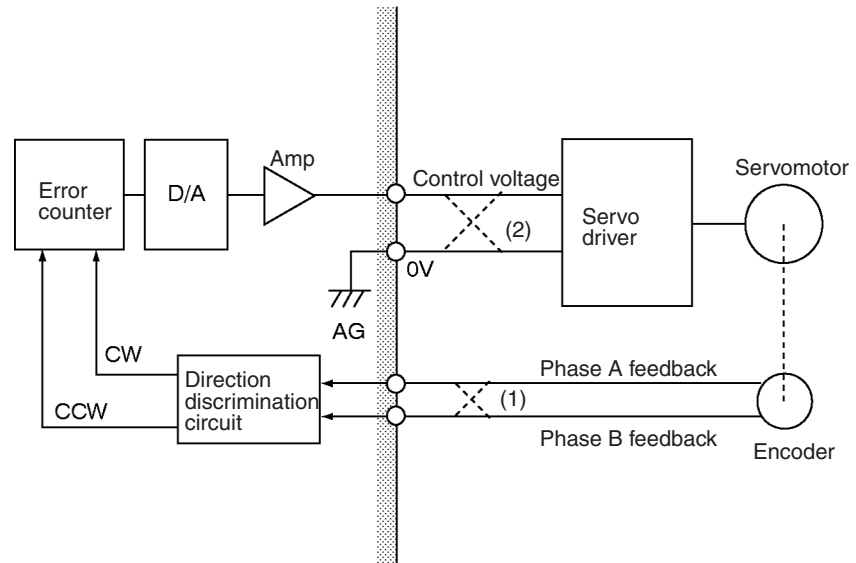 Amp
Servomotor
Error
counter
D/A
Control voltage
Servo
driver
(2)
0V
AG
CW
Phase A feedback
Direction
discrimination
circuit
(1)
CCW
Phase B feedback
Encoder